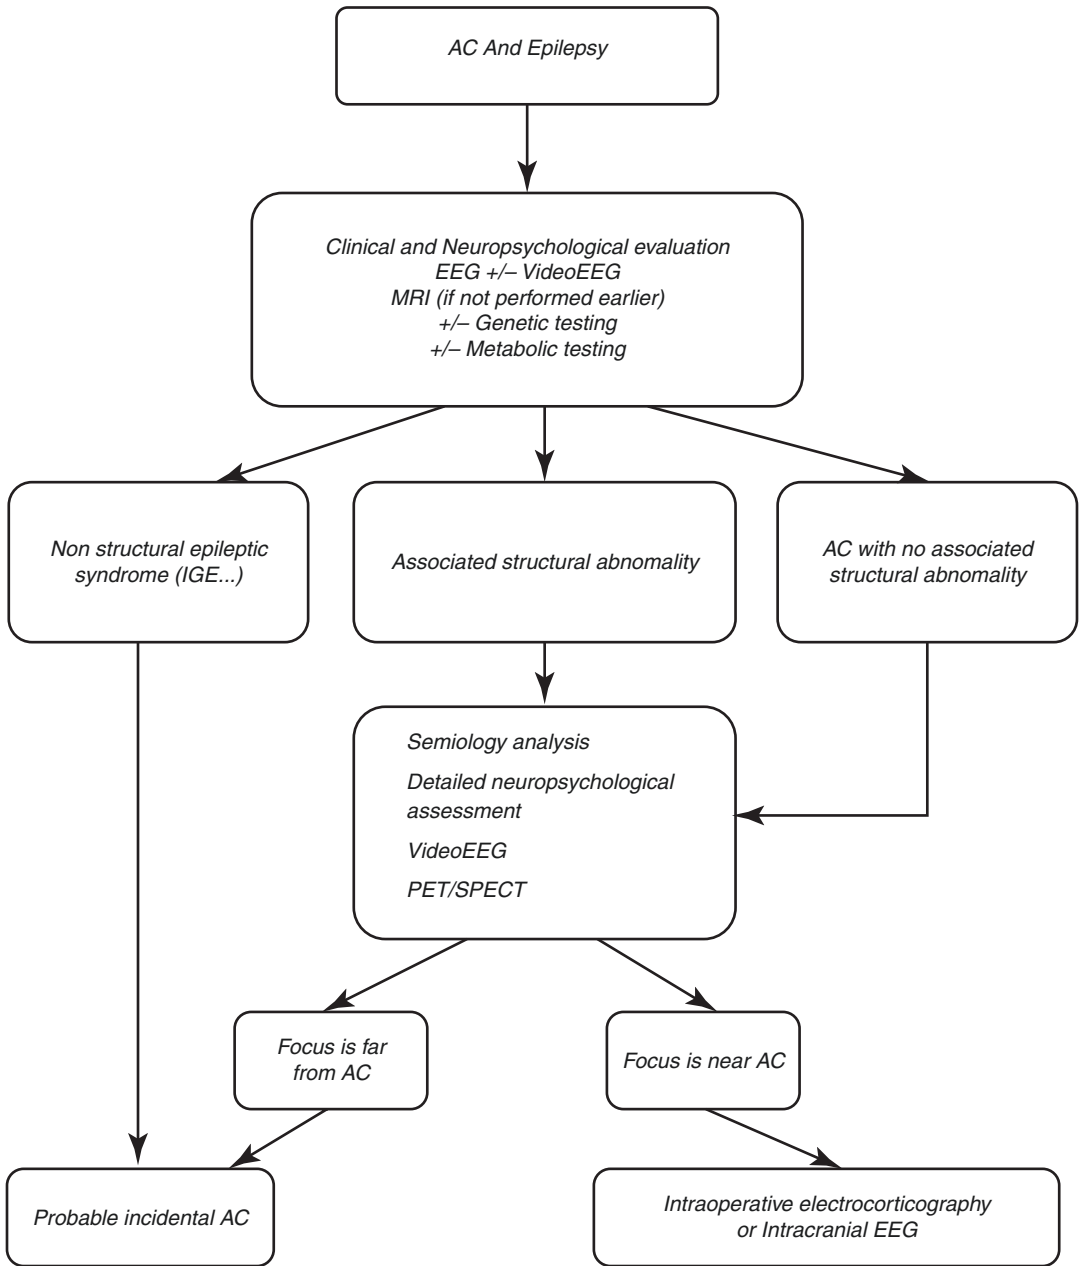 AC And Epilepsy
Clinical and Neuropsychological evaluation
EEG +/– VideoEEG
MRI (if not performed earlier)
+/– Genetic testing
+/– Metabolic testing
Non structural epileptic
syndrome (IGE...)
Associated structural abnomality
AC with no associated
structural abnomality
Semiology analysis
Detailed neuropsychological
assessment
VideoEEG
PET/SPECT
Focus is far
from AC
Focus is near AC
Probable incidental AC
Intraoperative electrocorticography
or Intracranial EEG